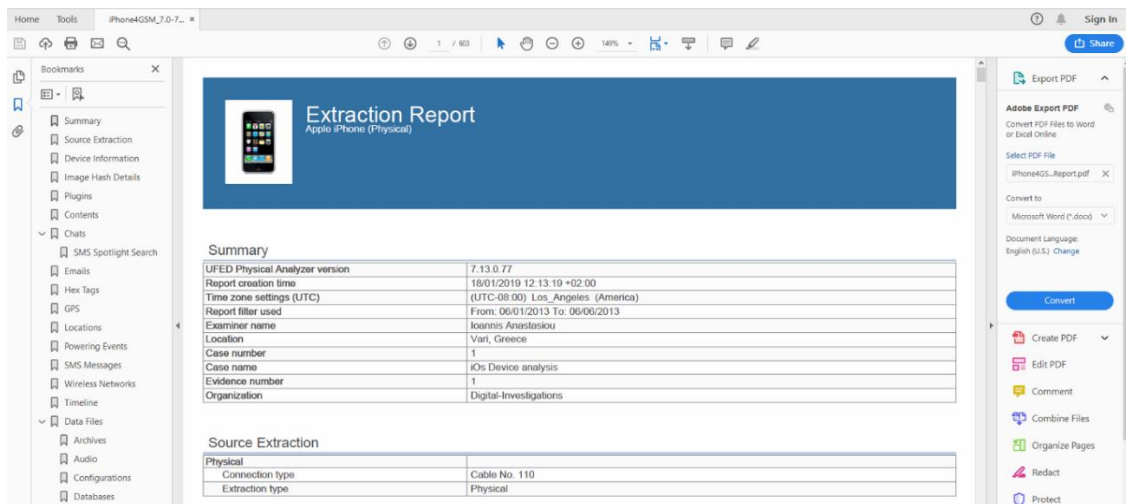 Home Tools iPhone4GSM_7.0-7... × Sign In
1 / 603 149% Share
Bookmarks ×
Summary
Source Extraction
Device Information
Image Hash Details
Plugins
Contents
Chats
SMS Spotlight Search
Emails
Hex Tags
GPS
Locations
Powering Events
SMS Messages
Wireless Networks
Timeline
Data Files
Archives
Audio
Configurations
Databases
Extraction Report
Apple iPhone (Physical)
Summary
UFED Physical Analyzer version 7.13.0.77
Report creation time 18/01/2019 12:13:19 +02:00
Time zone settings (UTC) (UTC-08:00) Los_Angeles (America)
Report filter used From: 06/01/2013 To: 06/06/2013
Examiner name Ioannis Anastasiou
Location Vari, Greece
Case number 1
Case name iOs Device analysis
Evidence number 1
Organization Digital-Investigations
Source Extraction
Physical
Connection type Cable No. 110
Extraction type Physical
Export PDF
Adobe Export PDF
Convert PDF Files to Word
or Excel Online
Select PDF File
iPhone4GS...Report.pdf ×
Convert to
Microsoft Word (*.docx)
Document Language:
English (U.S.) Change
Convert
Create PDF
Edit PDF
Comment
Combine Files
Organize Pages
Redact
Protect